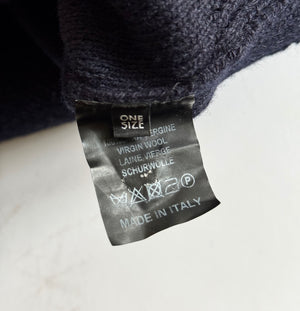 ONE
SIZE
VERGINE
VIRGIN WOOL
LAINE VIERGE
SCHURWOLLE
P
MADE IN ITALY